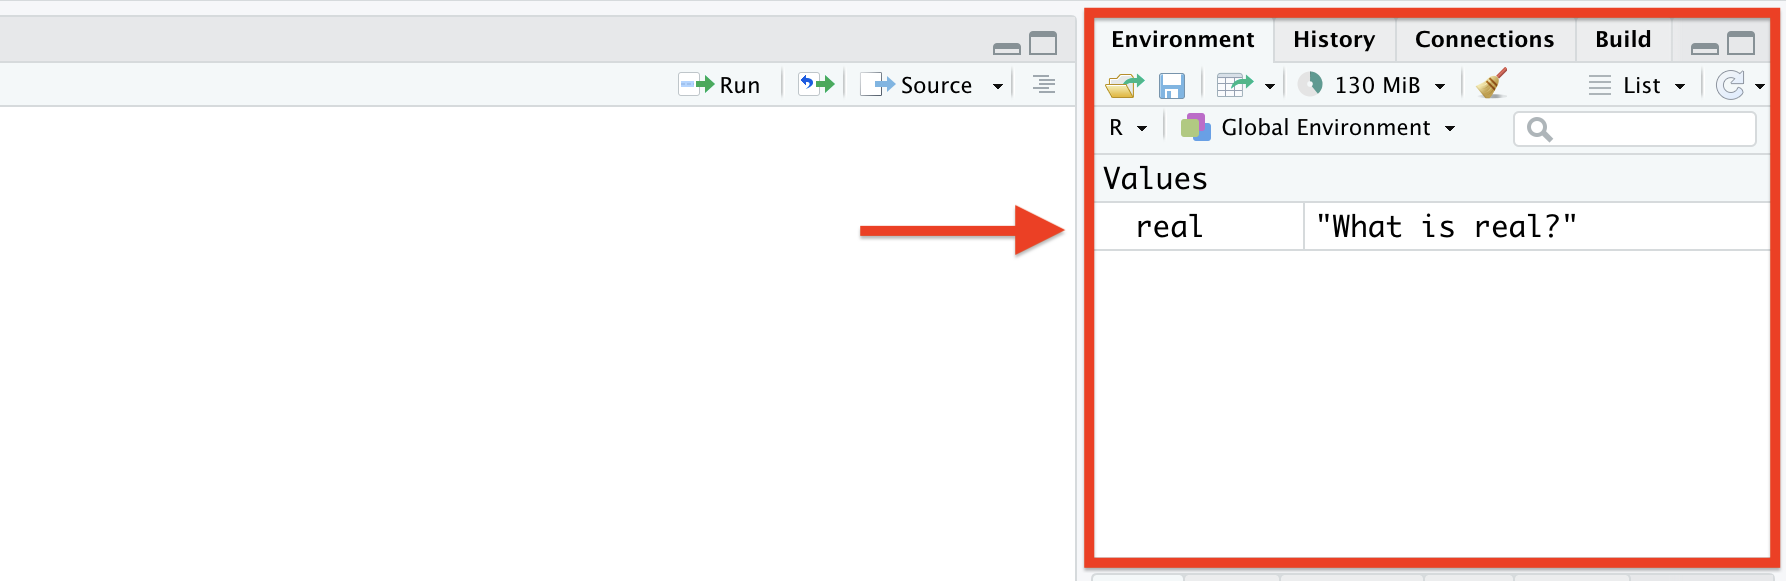 Environment History Connections Build
Run Source 130 MiB List
R Global Environment
Values
real "What is real?"